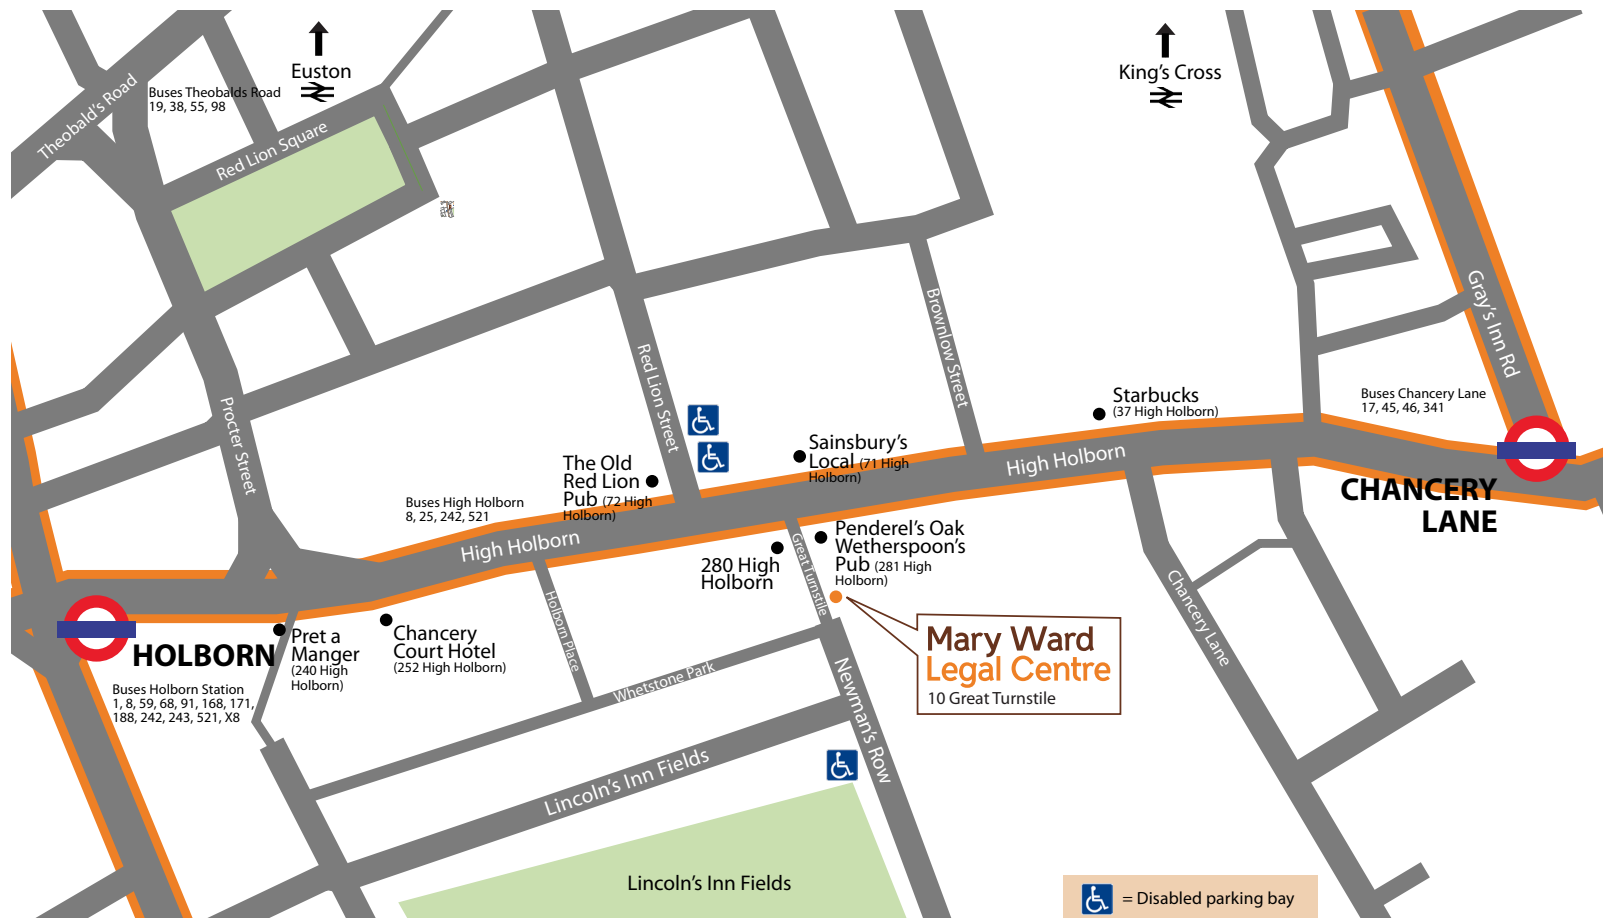 Euston
King's Cross
Theobald's Road
Buses Theobalds Road
19, 38, 55, 98
Red Lion Square
Gray's Inn Rd
Brownlow Street
Red Lion Street
Procter Street
Starbucks
(37 High Holborn)
Buses Chancery Lane
17, 45, 46, 341
Sainsbury's
Local (71 High
Holborn)
The Old
Red Lion
Pub (72 High
Holborn)
High Holborn
CHANCERY
LANE
Buses High Holborn
8, 25, 242, 521
High Holborn
Penderel's Oak
Wetherspoon's
Pub (281 High
Holborn)
280 High
Holborn
Great Turnstile
Holborn Place
Chancery Lane
HOLBORN
Pret a
Manger
(240 High
Holborn)
Chancery
Court Hotel
(252 High Holborn)
Mary Ward
Legal Centre
10 Great Turnstile
Whetstone Park
Newman's Row
Buses Holborn Station
1, 8, 59, 68, 91, 168, 171,
188, 242, 243, 521, X8
Lincoln's Inn Fields
Lincoln's Inn Fields
= Disabled parking bay